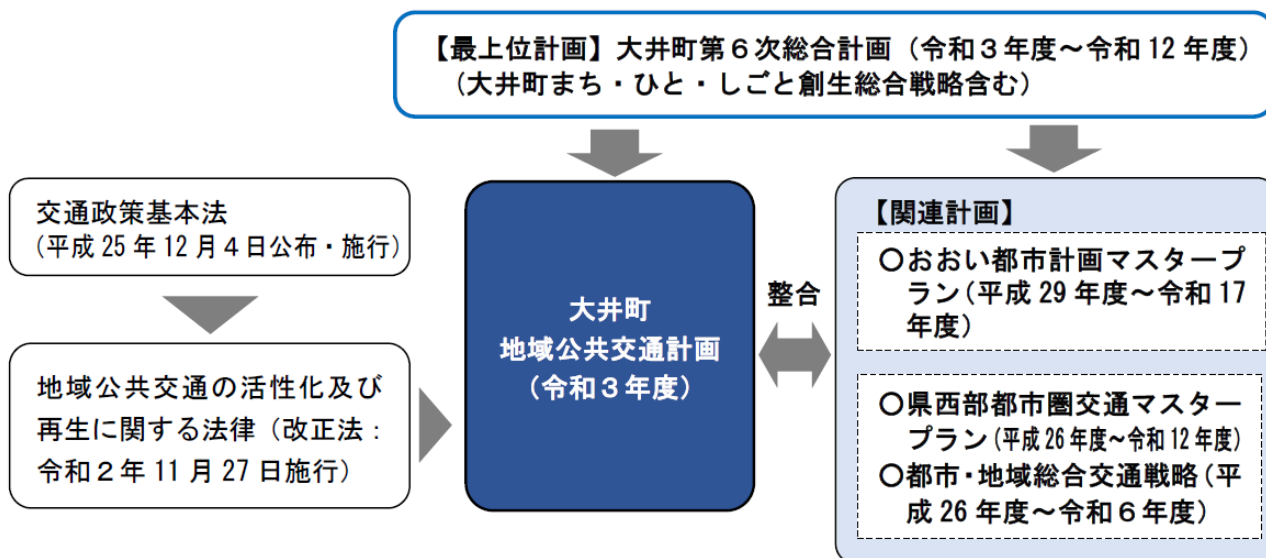 【最上位計画】大井町第６次総合計画（令和３年度～令和 12 年度）
（大井町まち・ひと・しごと創生総合戦略含む）
交通政策基本法
（平成 25 年 12 月４日公布・施行）
地域公共交通の活性化及び
再生に関する法律（改正法：
令和２年 11 月 27 日施行）
大井町
地域公共交通計画
（令和３年度）
整合
【関連計画】
○おおい都市計画マスタープ
ラン（平成 29 年度～令和 17
年度）
○県西部都市圏交通マスター
プラン（平成 26 年度～令和 12 年度）
○都市・地域総合交通戦略（平
成 26 年度～令和６年度）